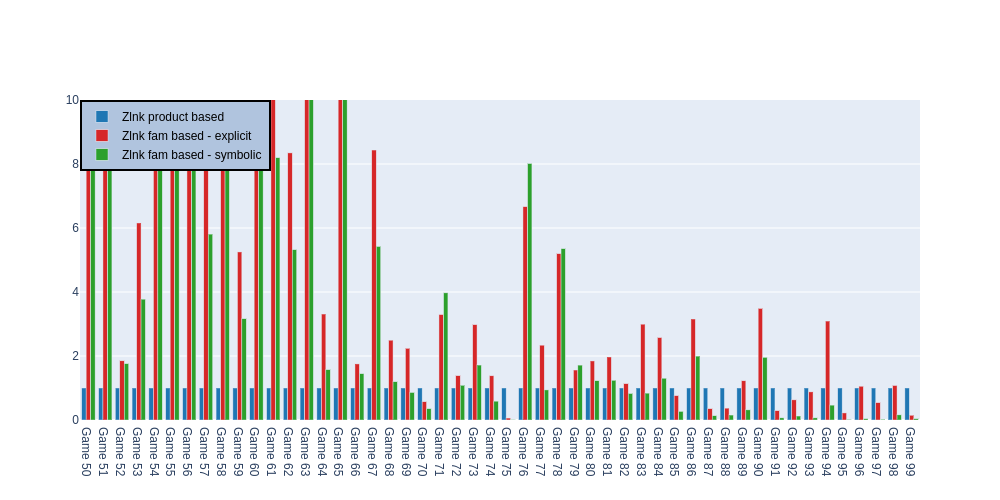 10
8
6
4
2
0
Zlnk product based
Zlnk fam based - explicit
Zlnk fam based - symbolic
Game 50
Game 51
Game 52
Game 53
Game 54
Game 55
Game 56
Game 57
Game 58
Game 59
Game 60
Game 61
Game 62
Game 63
Game 64
Game 65
Game 66
Game 67
Game 68
Game 69
Game 70
Game 71
Game 72
Game 73
Game 74
Game 75
Game 76
Game 77
Game 78
Game 79
Game 80
Game 81
Game 82
Game 83
Game 84
Game 85
Game 86
Game 87
Game 88
Game 89
Game 90
Game 91
Game 92
Game 93
Game 94
Game 95
Game 96
Game 97
Game 98
Game 99